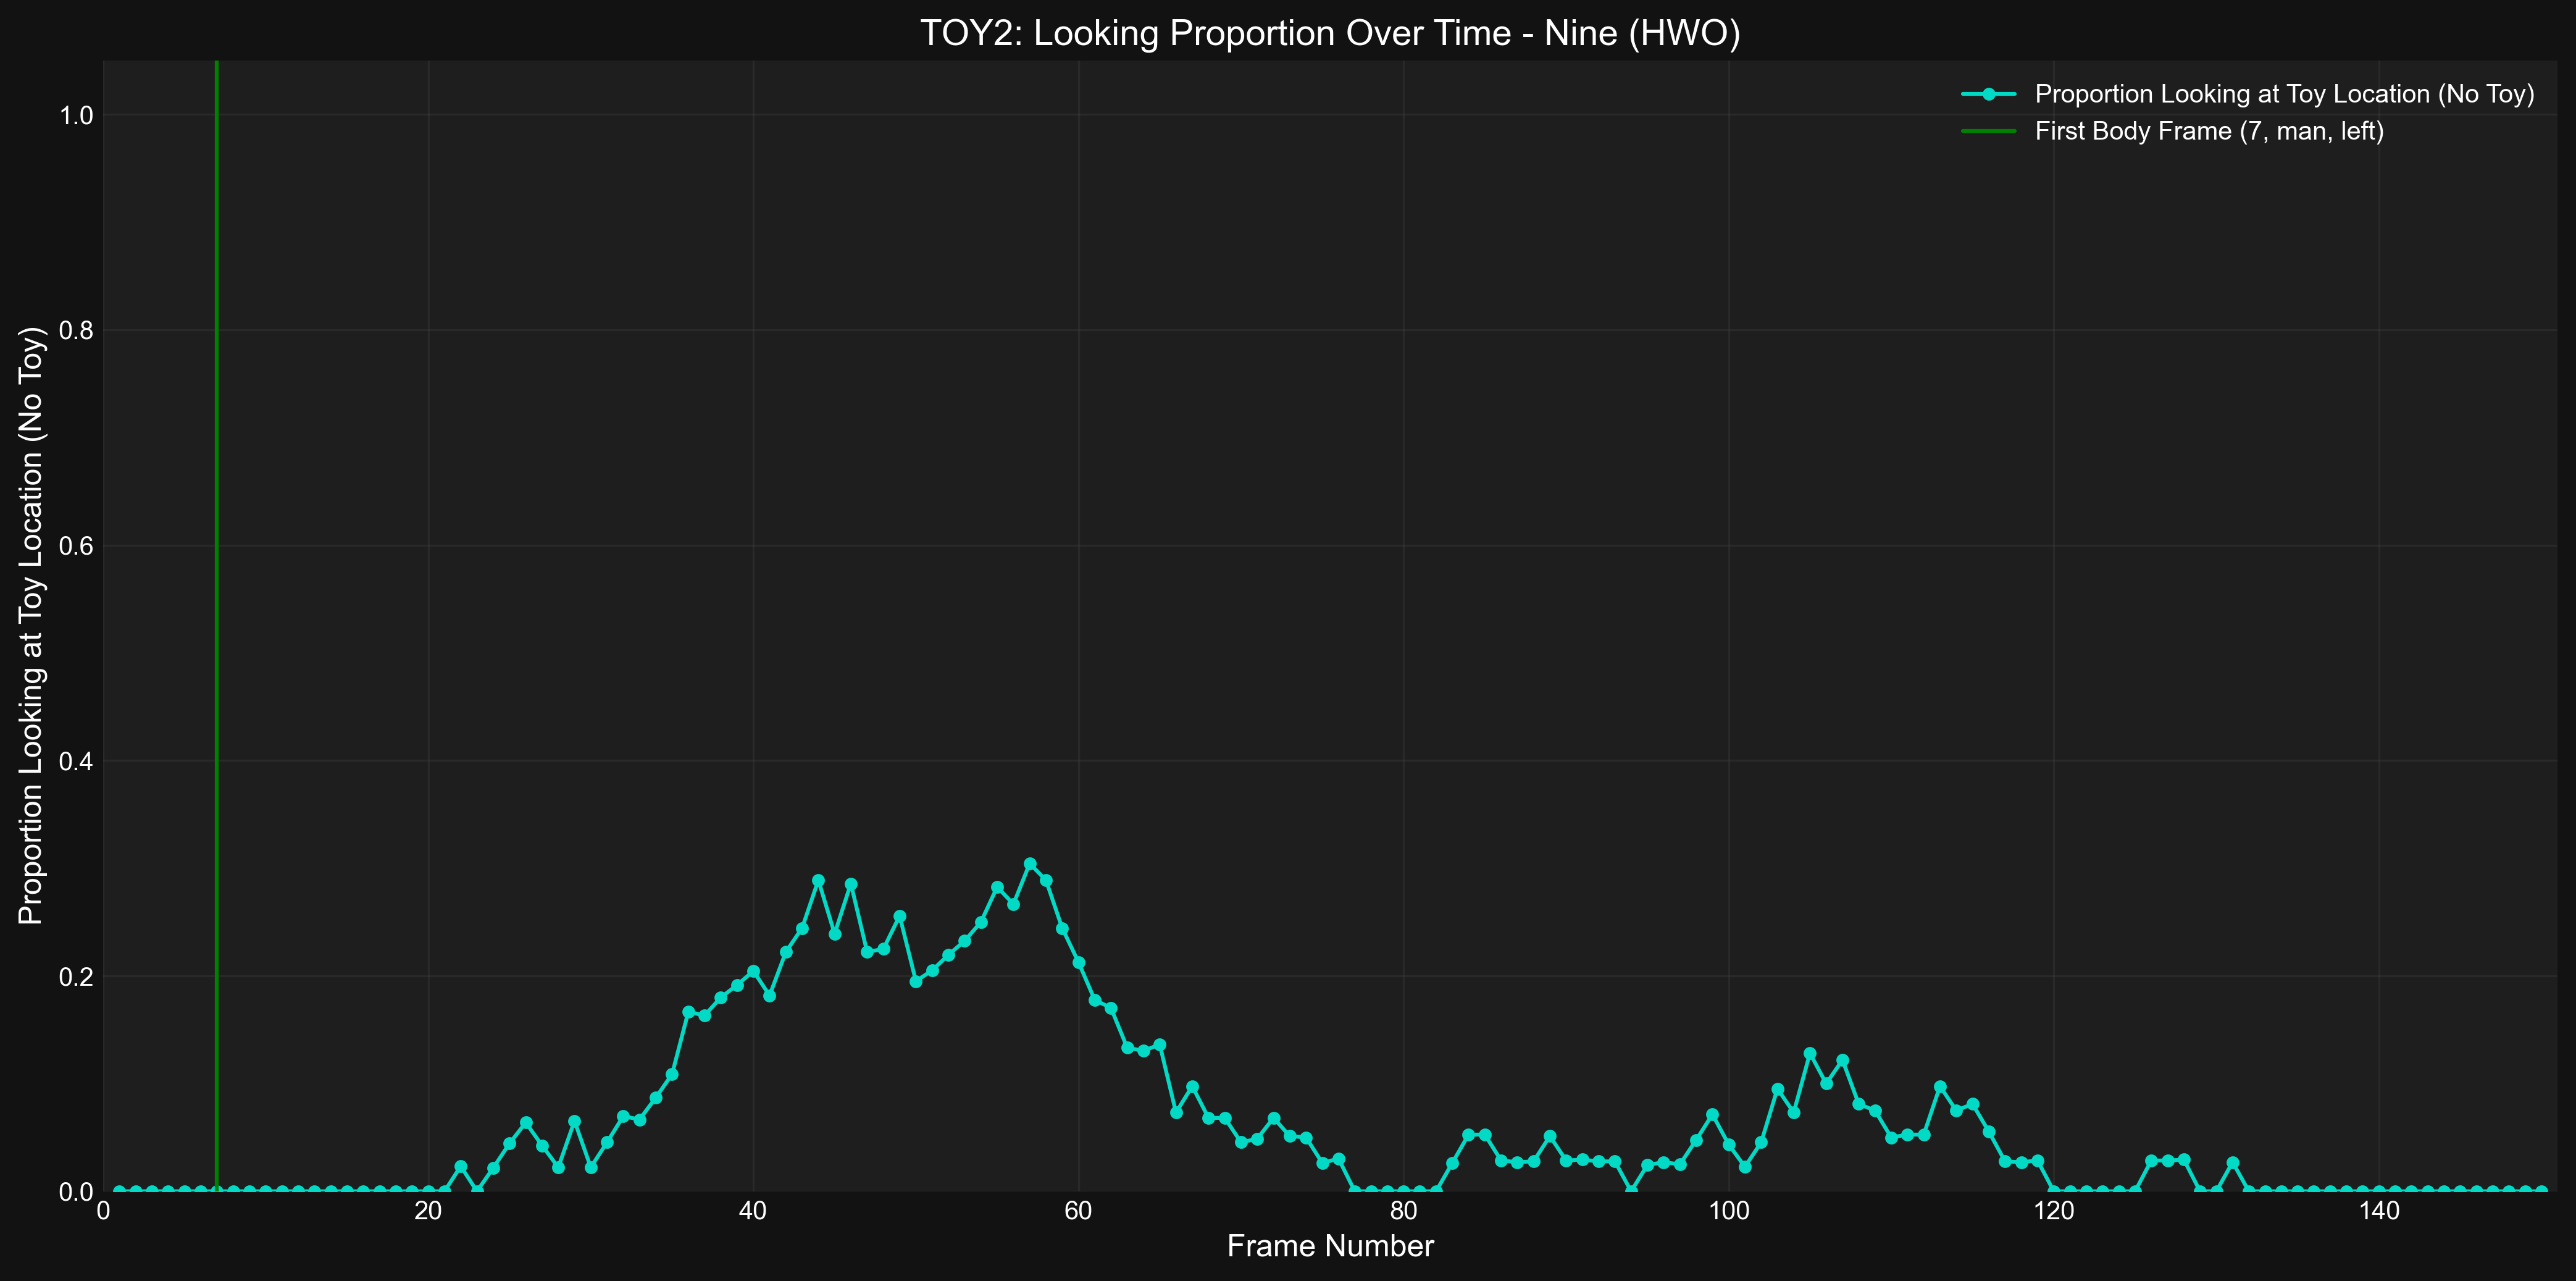 TOY2: Looking Proportion Over Time - Nine (HWO)
Proportion Looking at Toy Location (No Toy)
First Body Frame (7, man, left)
Proportion Looking at Toy Location (No Toy)
1.0
0.8
0.6
0.4
0.2
0.0
0 20 40 60 80 100 120 140
Frame Number